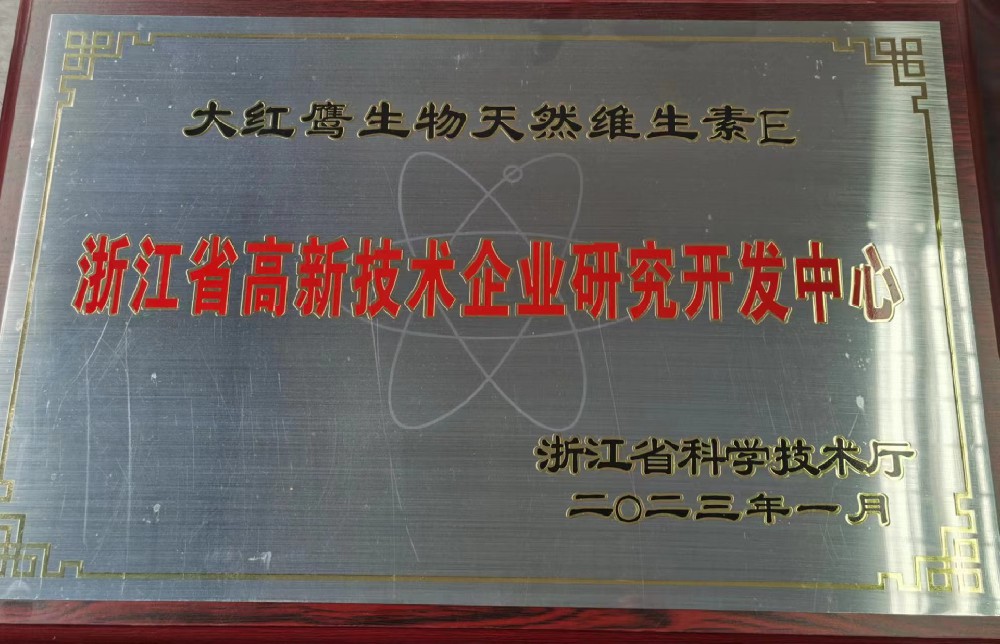 大红鹰生物天然维生素E
浙江省高新技术企业研究开发中心
浙江省科学技术厅
二〇二三年一月